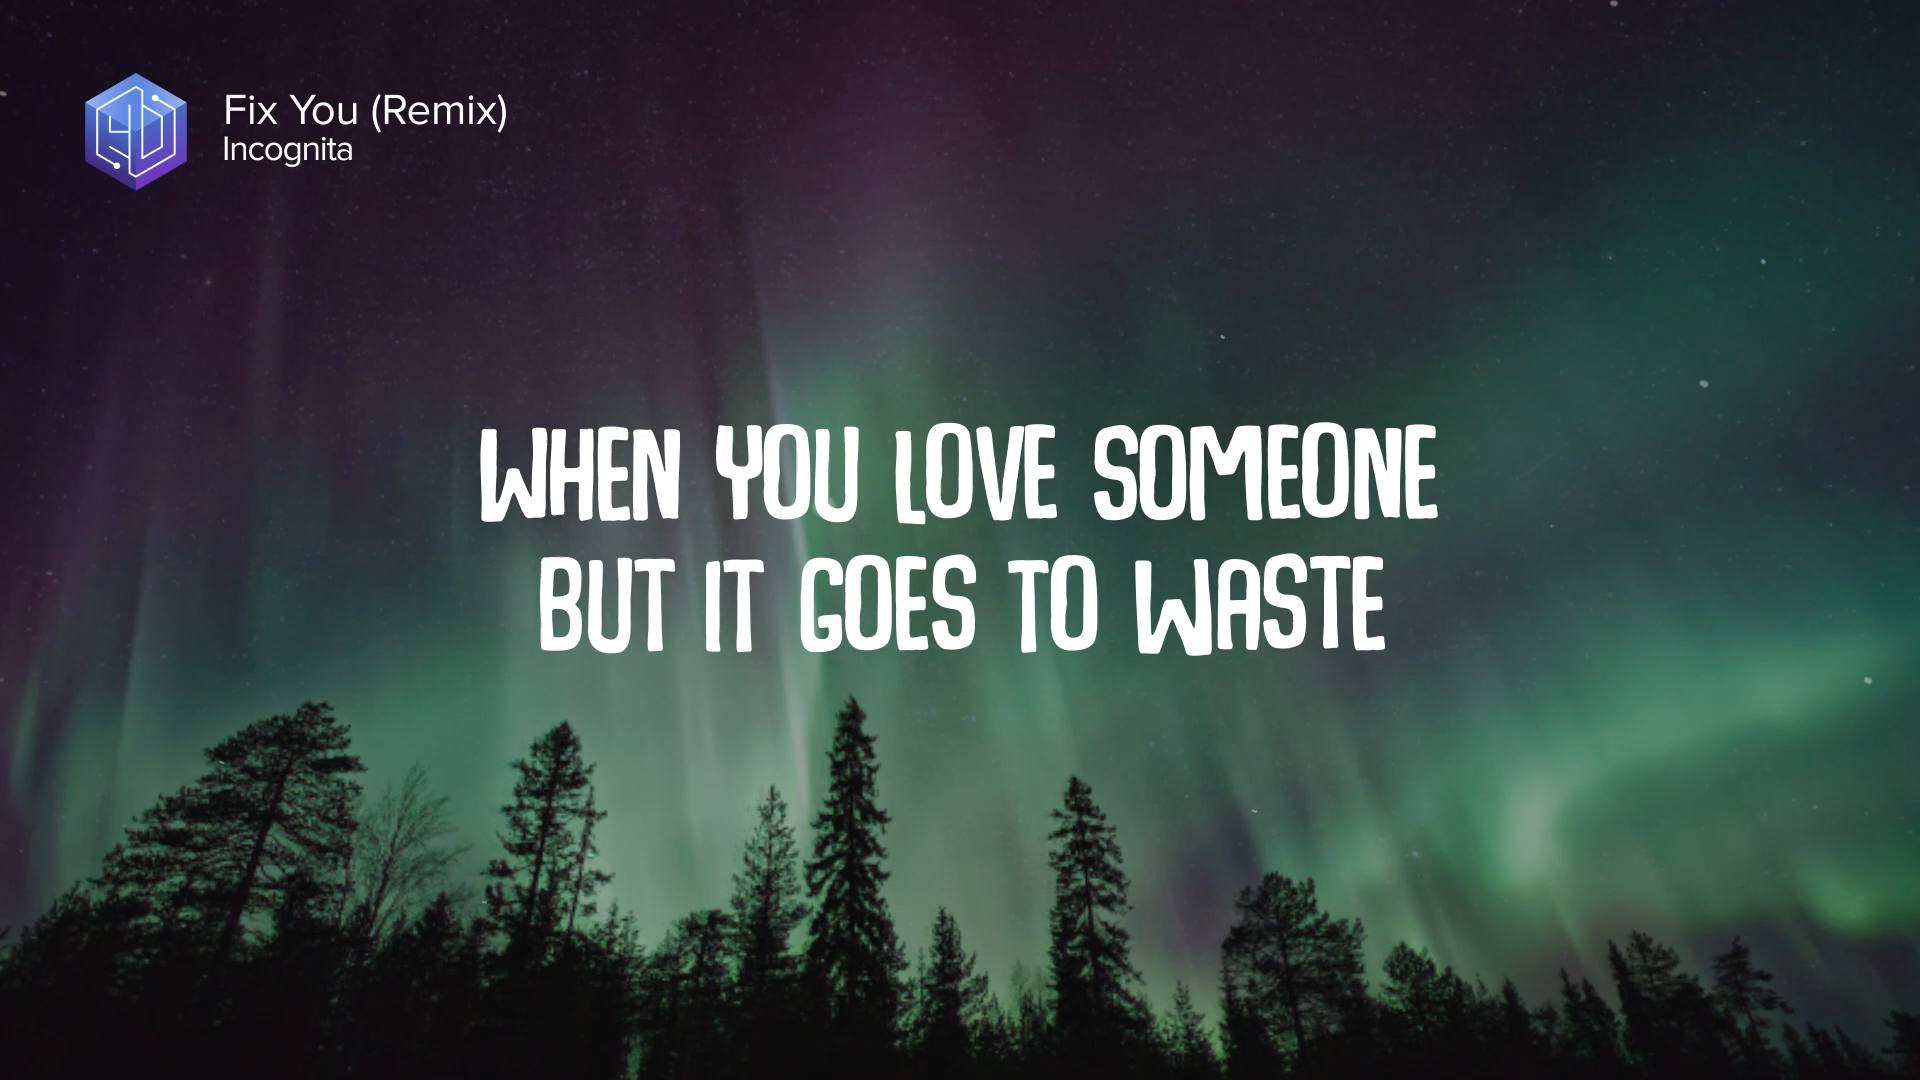 Fix You (Remix)
Incognita
WHEN YOU LOVE SOMEONE
BUT IT GOES TO WASTE